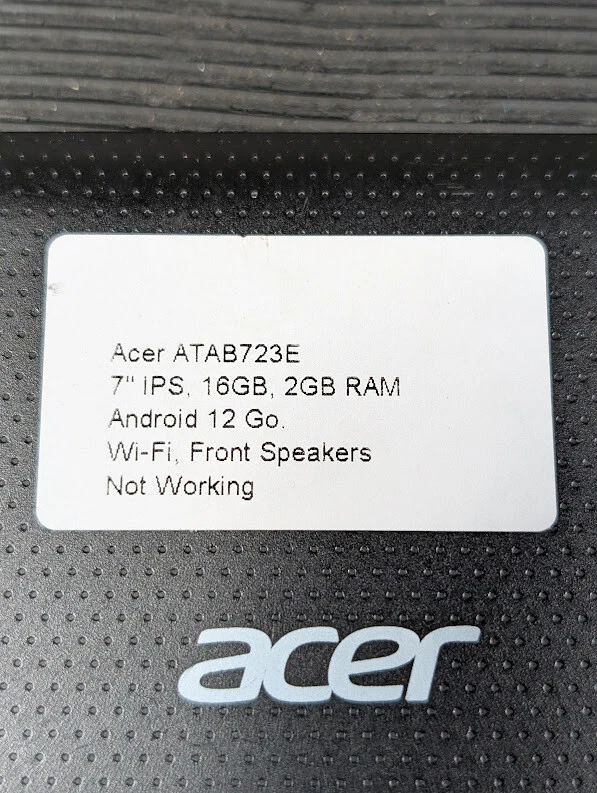 Acer ATAB723E
7" IPS, 16GB, 2GB RAM
Android 12 Go.
Wi-Fi, Front Speakers
Not Working
acer